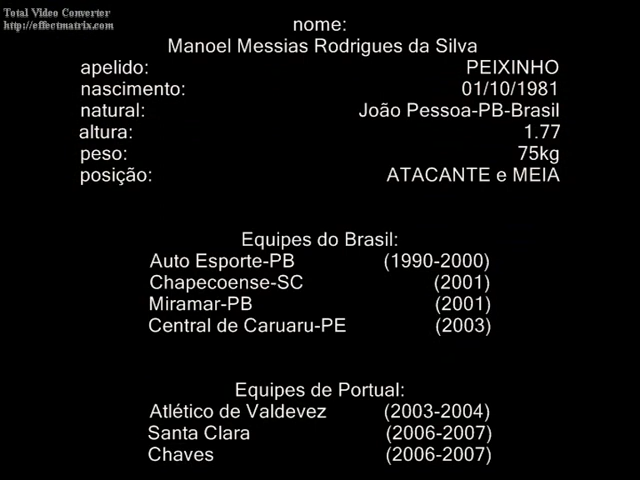 Total Video Converter
http://effectmatrix.com
nome:
Manoel Messias Rodrigues da Silva
apelido: PEIXINHO
nascimento: 01/10/1981
natural: João Pessoa-PB-Brasil
altura: 1.77
peso: 75kg
posição: ATACANTE e MEIA
Equipes do Brasil:
Auto Esporte-PB (1990-2000)
Chapecoense-SC (2001)
Miramar-PB (2001)
Central de Caruaru-PE (2003)
Equipes de Portual:
Atlético de Valdevez (2003-2004)
Santa Clara (2006-2007)
Chaves (2006-2007)